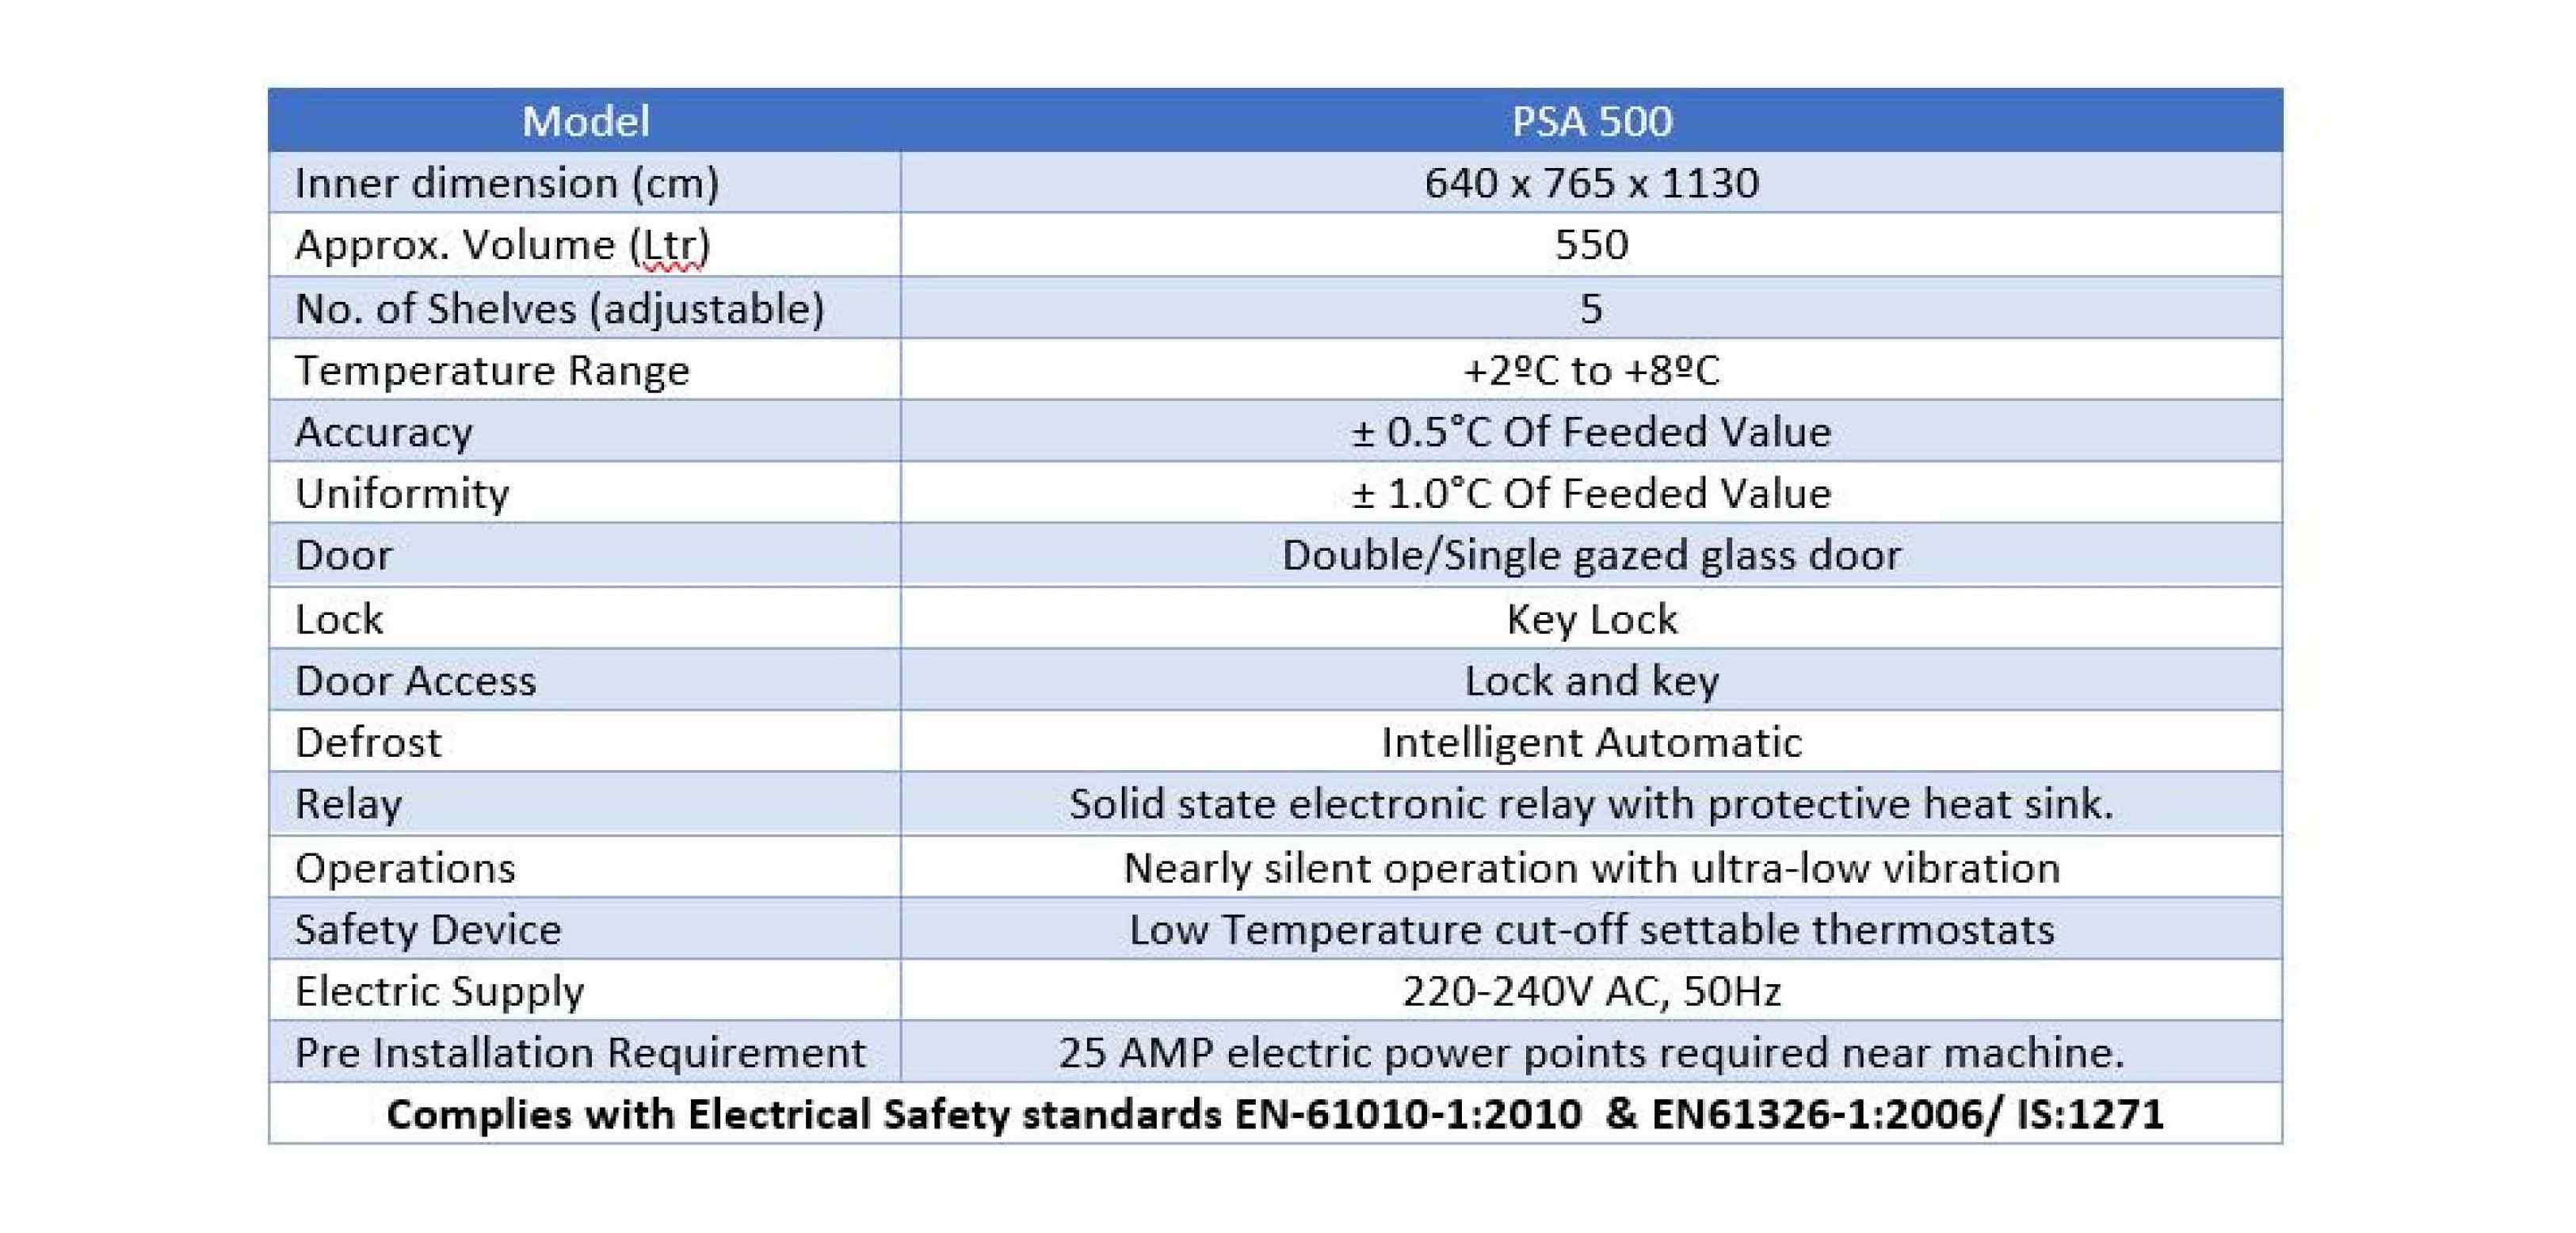 Model PSA 500
Inner dimension (cm) 640 x 765 x 1130
Approx. Volume (Ltr) 550
No. of Shelves (adjustable) 5
Temperature Range +2ºC to +8ºC
Accuracy ± 0.5°C Of Feeded Value
Uniformity ± 1.0°C Of Feeded Value
Door Double/Single gazed glass door
Lock Key Lock
Door Access Lock and key
Defrost Intelligent Automatic
Relay Solid state electronic relay with protective heat sink.
Operations Nearly silent operation with ultra-low vibration
Safety Device Low Temperature cut-off settable thermostats
Electric Supply 220-240V AC, 50Hz
Pre Installation Requirement 25 AMP electric power points required near machine.
Complies with Electrical Safety standards EN-61010-1:2010 & EN61326-1:2006/ IS:1271